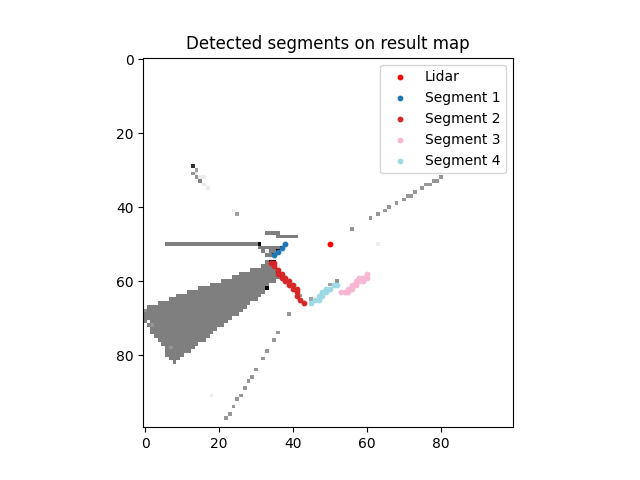 Detected segments on result map
Lidar
Segment 1
Segment 2
Segment 3
Segment 4
0
20
40
60
80
0 20 40 60 80